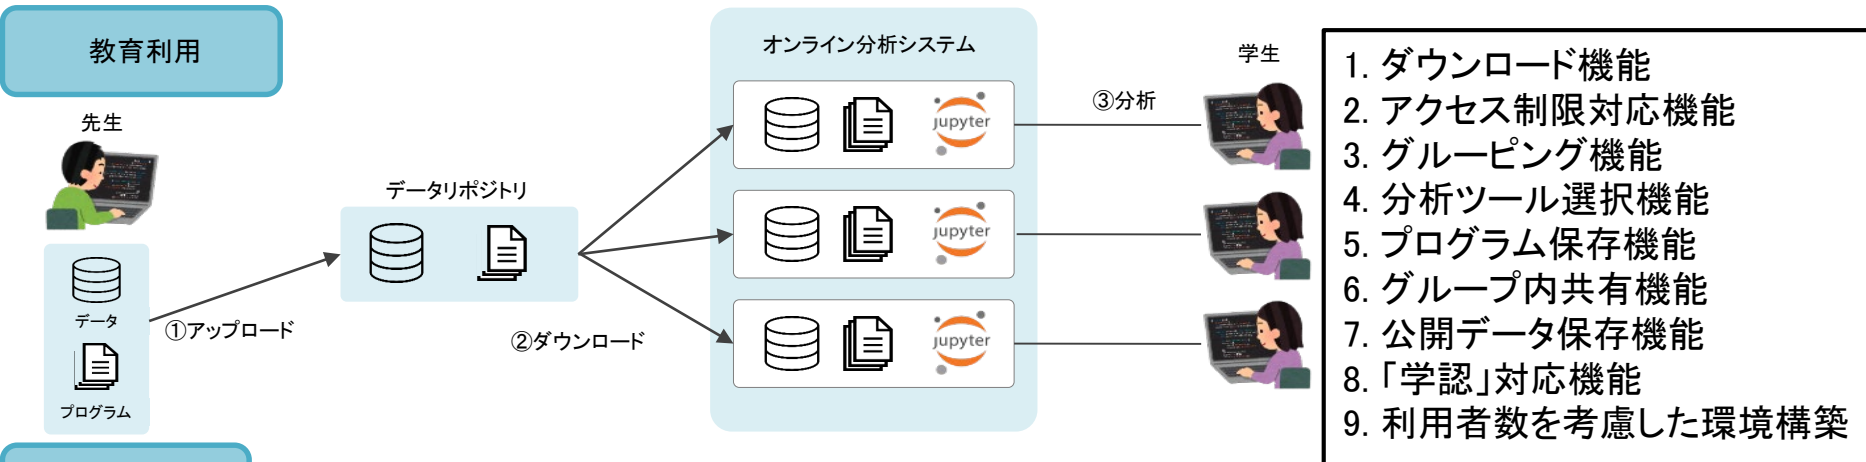 教育利用
先生
データ
プログラム
①アップロード
データリポジトリ
②ダウンロード
オンライン分析システム
jupyter
jupyter
jupyter
③分析
学生
1. ダウンロード機能
2. アクセス制限対応機能
3. グルーピング機能
4. 分析ツール選択機能
5. プログラム保存機能
6. グループ内共有機能
7. 公開データ保存機能
8. 「学認」対応機能
9. 利用者数を考慮した環境構築